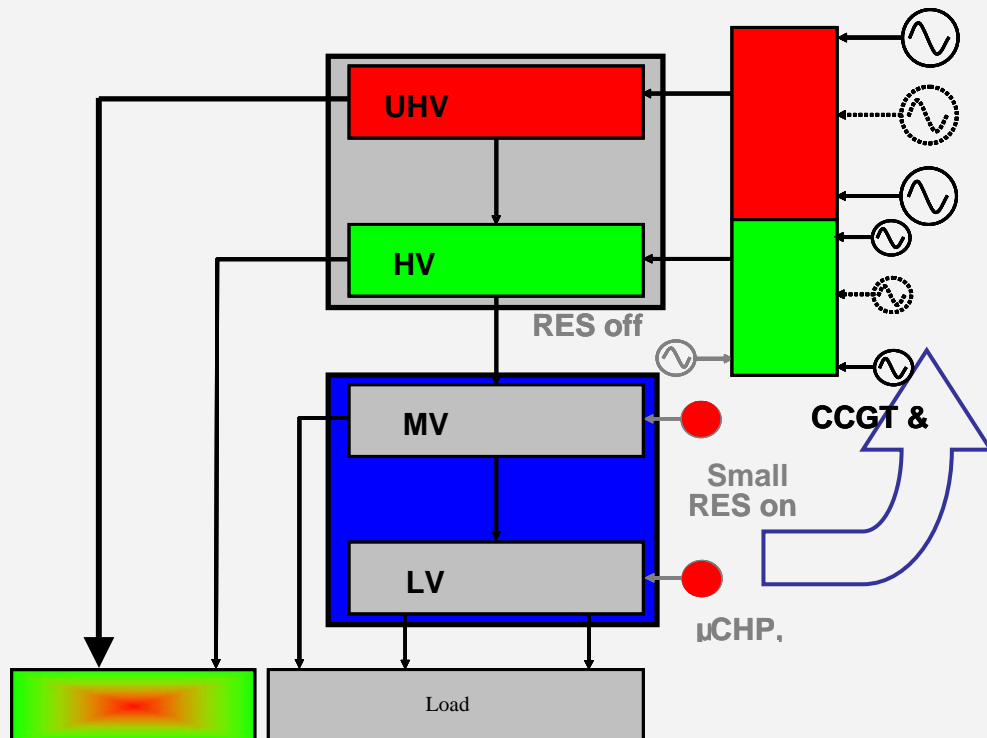 UHV
HV
RES off
MV
CCGT &
Small
RES on
LV
µCHP,
Load